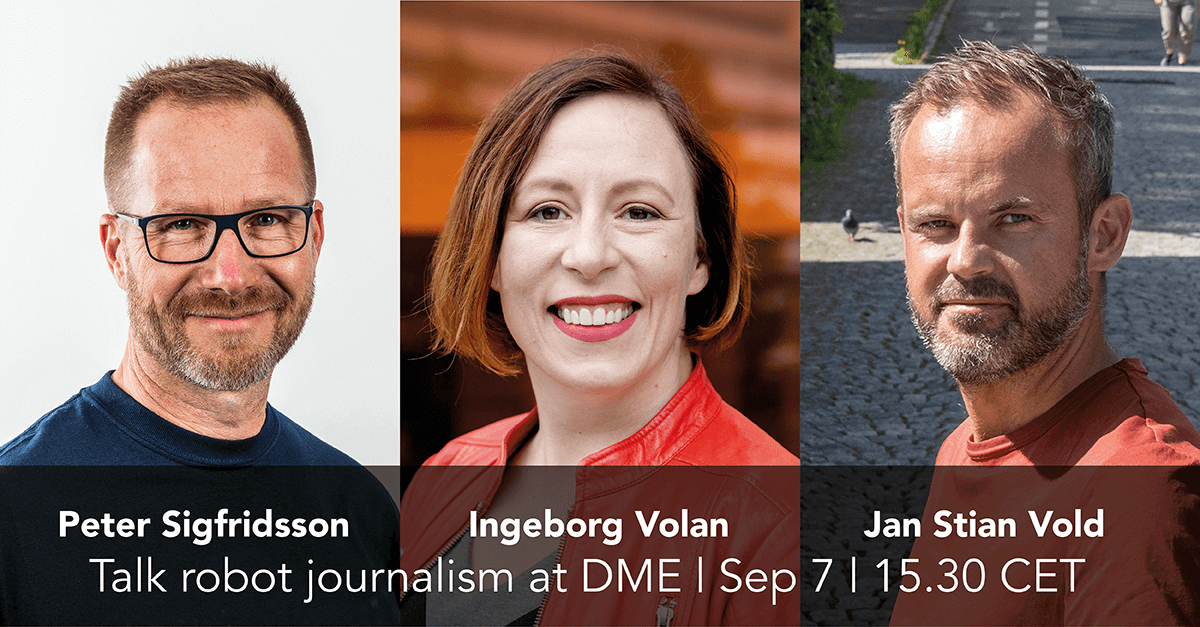 Peter Sigfridsson Ingeborg Volan Jan Stian Vold
Talk robot journalism at DME | Sep 7 | 15.30 CET